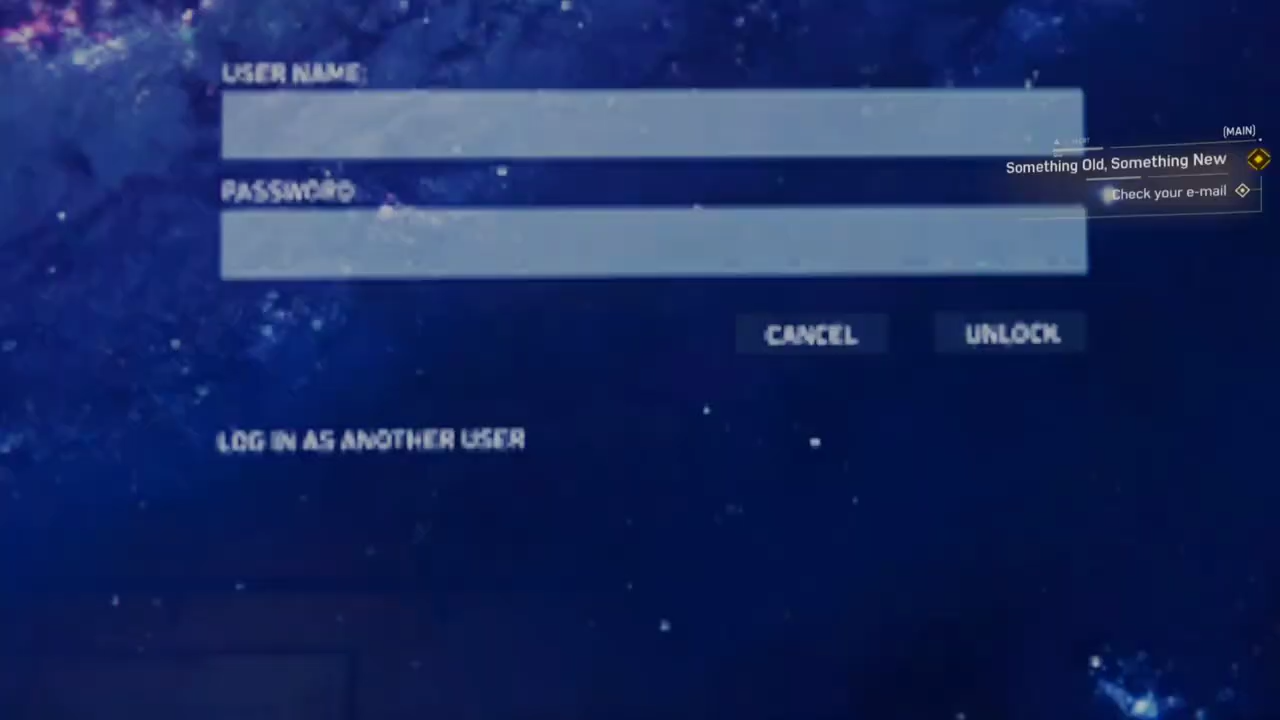 USER NAME:
PASSWORD
(MAIN)
Something Old, Something New
Check your e-mail
CANCEL
UNLOCK
LOG IN AS ANOTHER USER